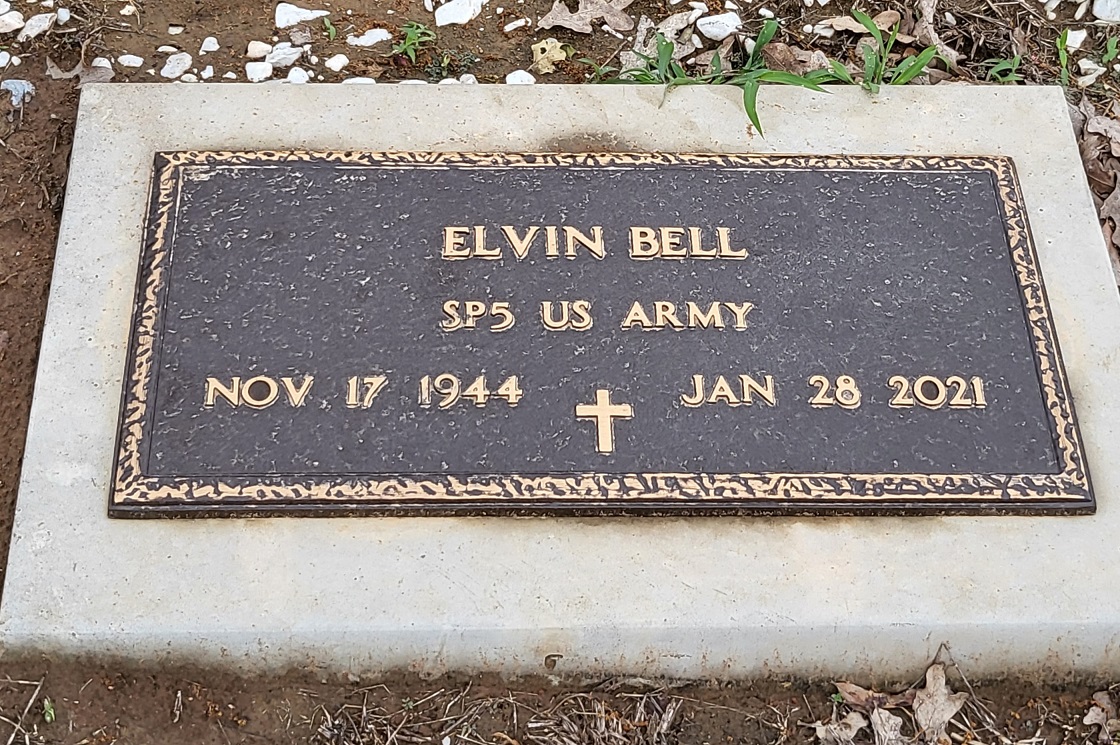 ELVIN BELL
SP5 US ARMY
NOV 17 1944 JAN 28 2021